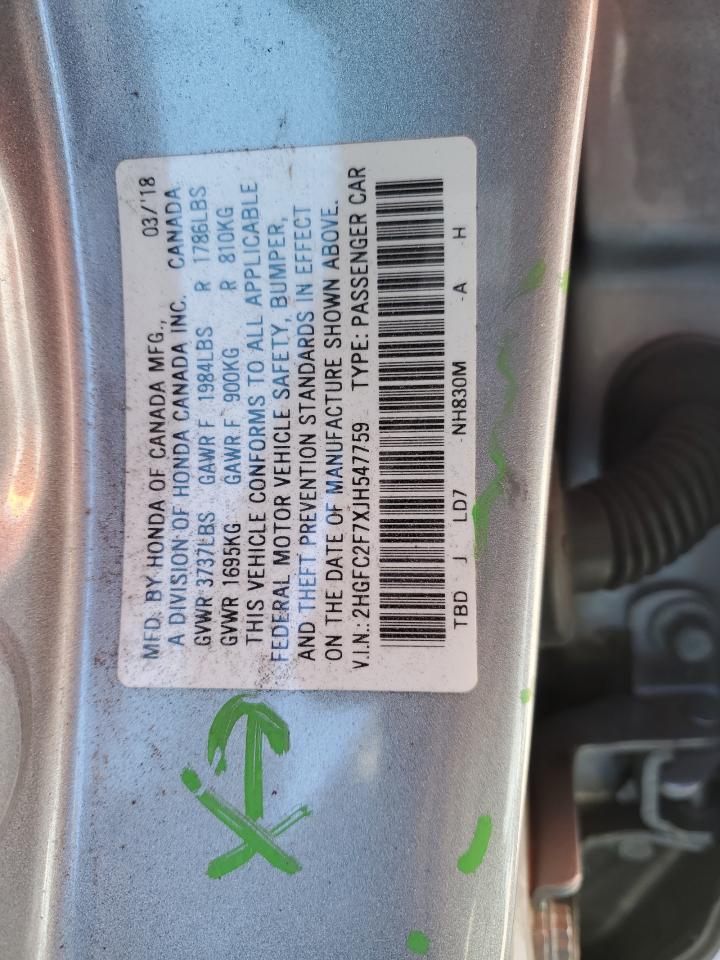 MFD. BY HONDA OF CANADA MFG., 03/'18
A DIVISION OF HONDA CANADA INC. CANADA
GVWR 3737LBS GAWR F 1984LBS R 1786LBS
GVWR 1695KG GAWR F 900KG R 810KG
THIS VEHICLE CONFORMS TO ALL APPLICABLE
FEDERAL MOTOR VEHICLE SAFETY, BUMPER,
AND THEFT PREVENTION STANDARDS IN EFFECT
ON THE DATE OF MANUFACTURE SHOWN ABOVE.
V.I.N.: 2HGFC2F7XJH547759 TYPE: PASSENGER CAR
TBD J LD7 -NH830M -A -H